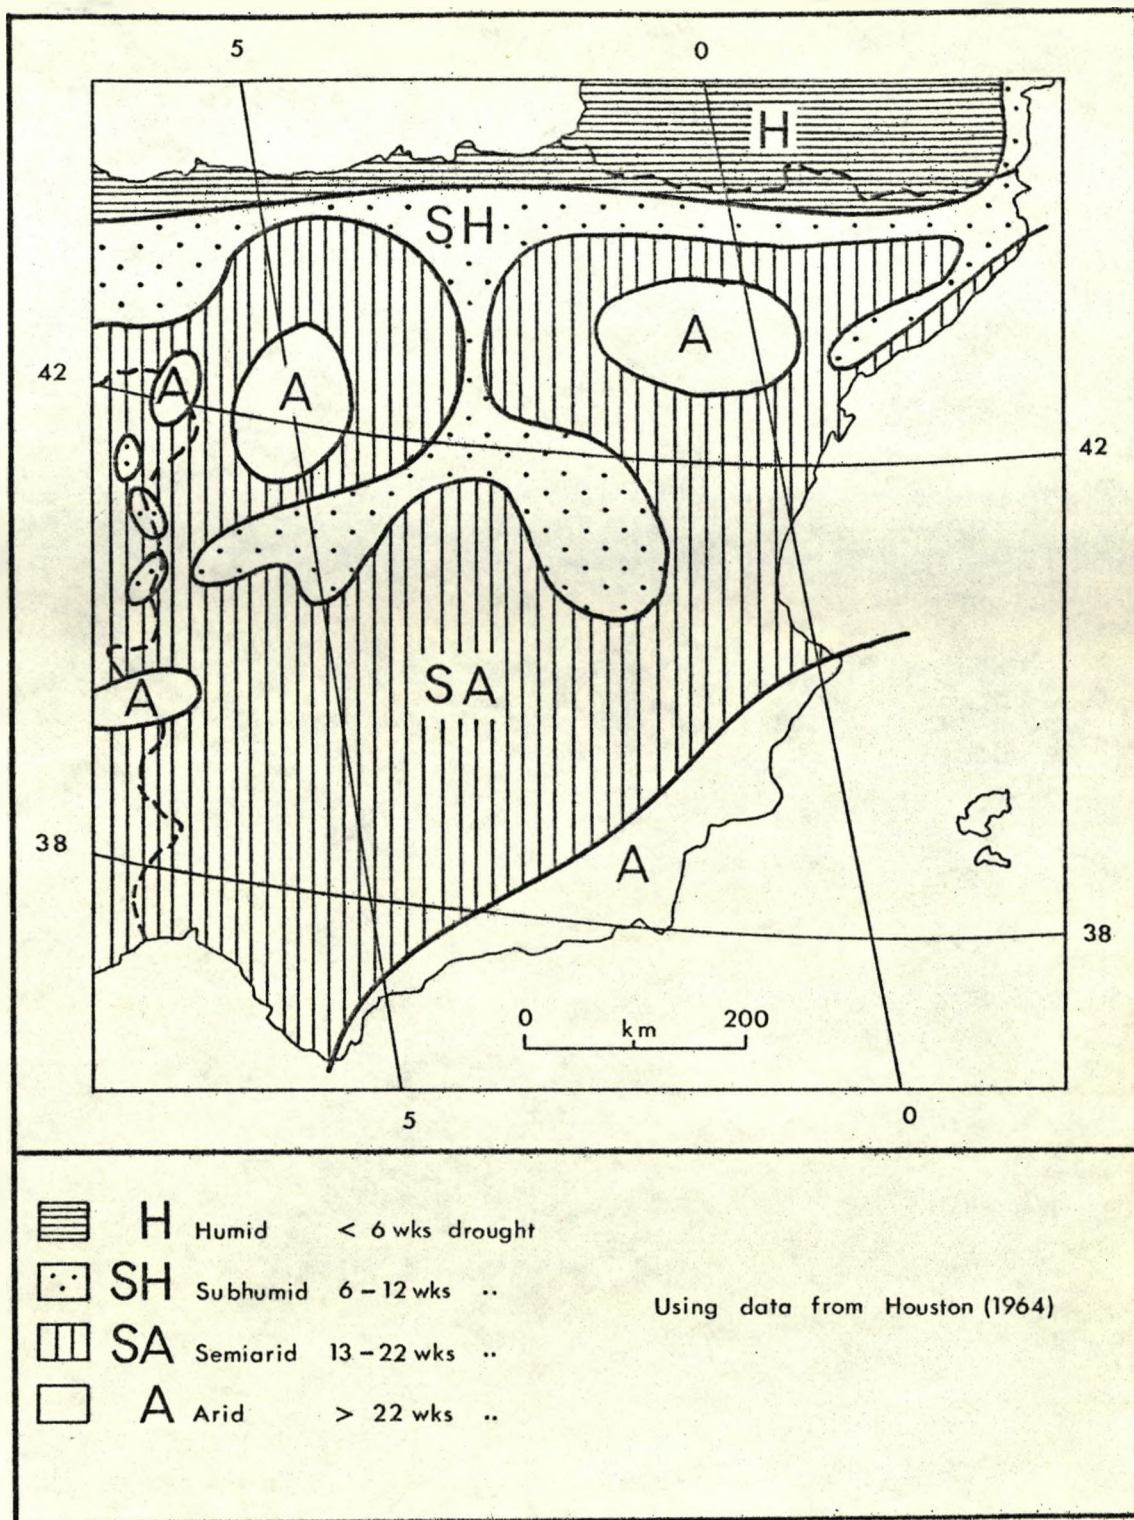 5 0
H
SH
A
42
A A
42
SA
A
38
A
38
0 km 200
5 0
H Humid < 6 wks drought
SH Subhumid 6 – 12 wks ..
Using data from Houston (1964)
SA Semiarid 13 – 22 wks ..
A Arid > 22 wks ..